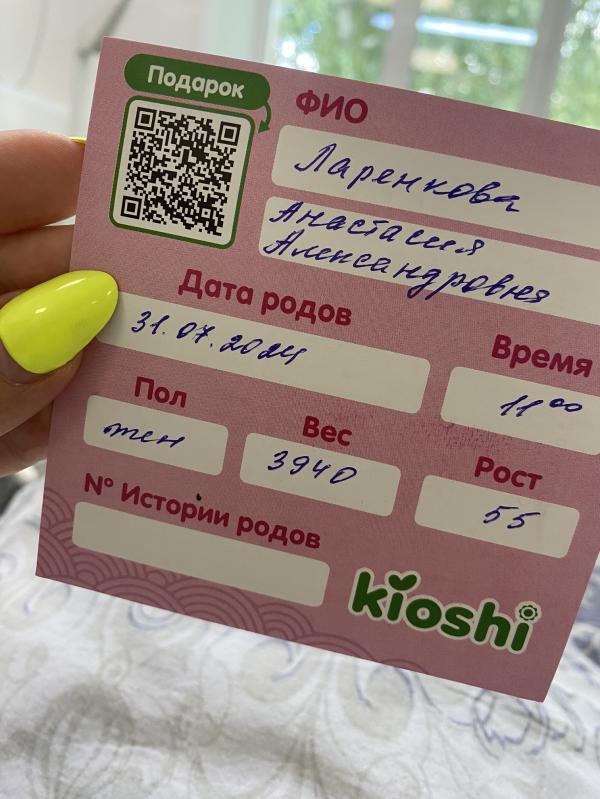 Подарок
ФИО
Ларенкова
Анастасия
Александровна
Дата родов
31.07.2024
Время
11⁰⁰
Пол
жен
Вес
3940
Рост
55
N° Истории родов
kioshi